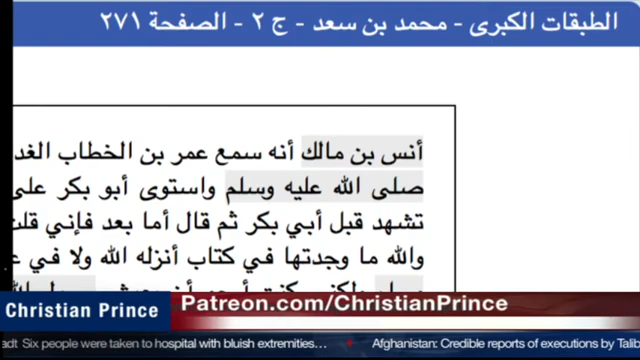 الطبقات الكبرى - محمد بن سعد - ج ٢ - الصفحة ٢٧١
أنس بن مالك أنه سمع عمر بن الخطاب الغد
صلى الله عليه وسلم واستوى أبو بكر على
تشهد قبل أبي بكر ثم قال أما بعد فإني قلت
والله ما وجدتها في كتاب أنزله الله ولا في
Christian Prince
Patreon.com/ChristianPrince
adt Six people were taken to hospital with bluish extremities… Afghanistan: Credible reports of executions by Talib